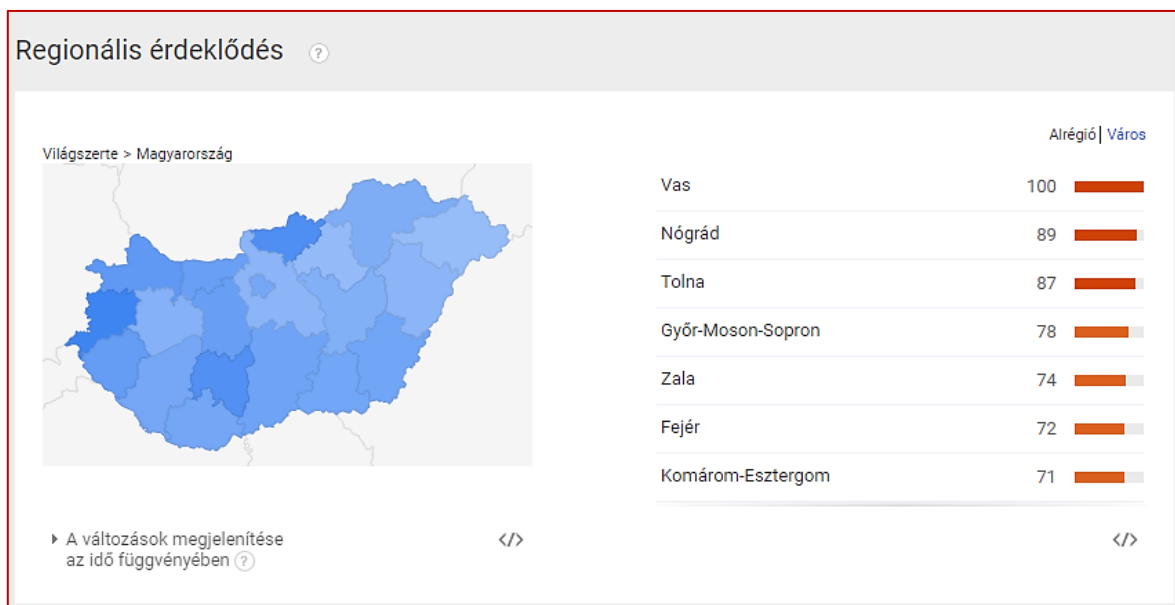 Regionális érdeklődés ?
Alrégió | Város
Világszerte > Magyarország
Vas 100
Nógrád 89
Tolna 87
Győr-Moson-Sopron 78
Zala 74
Fejér 72
Komárom-Esztergom 71
A változások megjelenítése
az idő függvényében ?
</>
</>